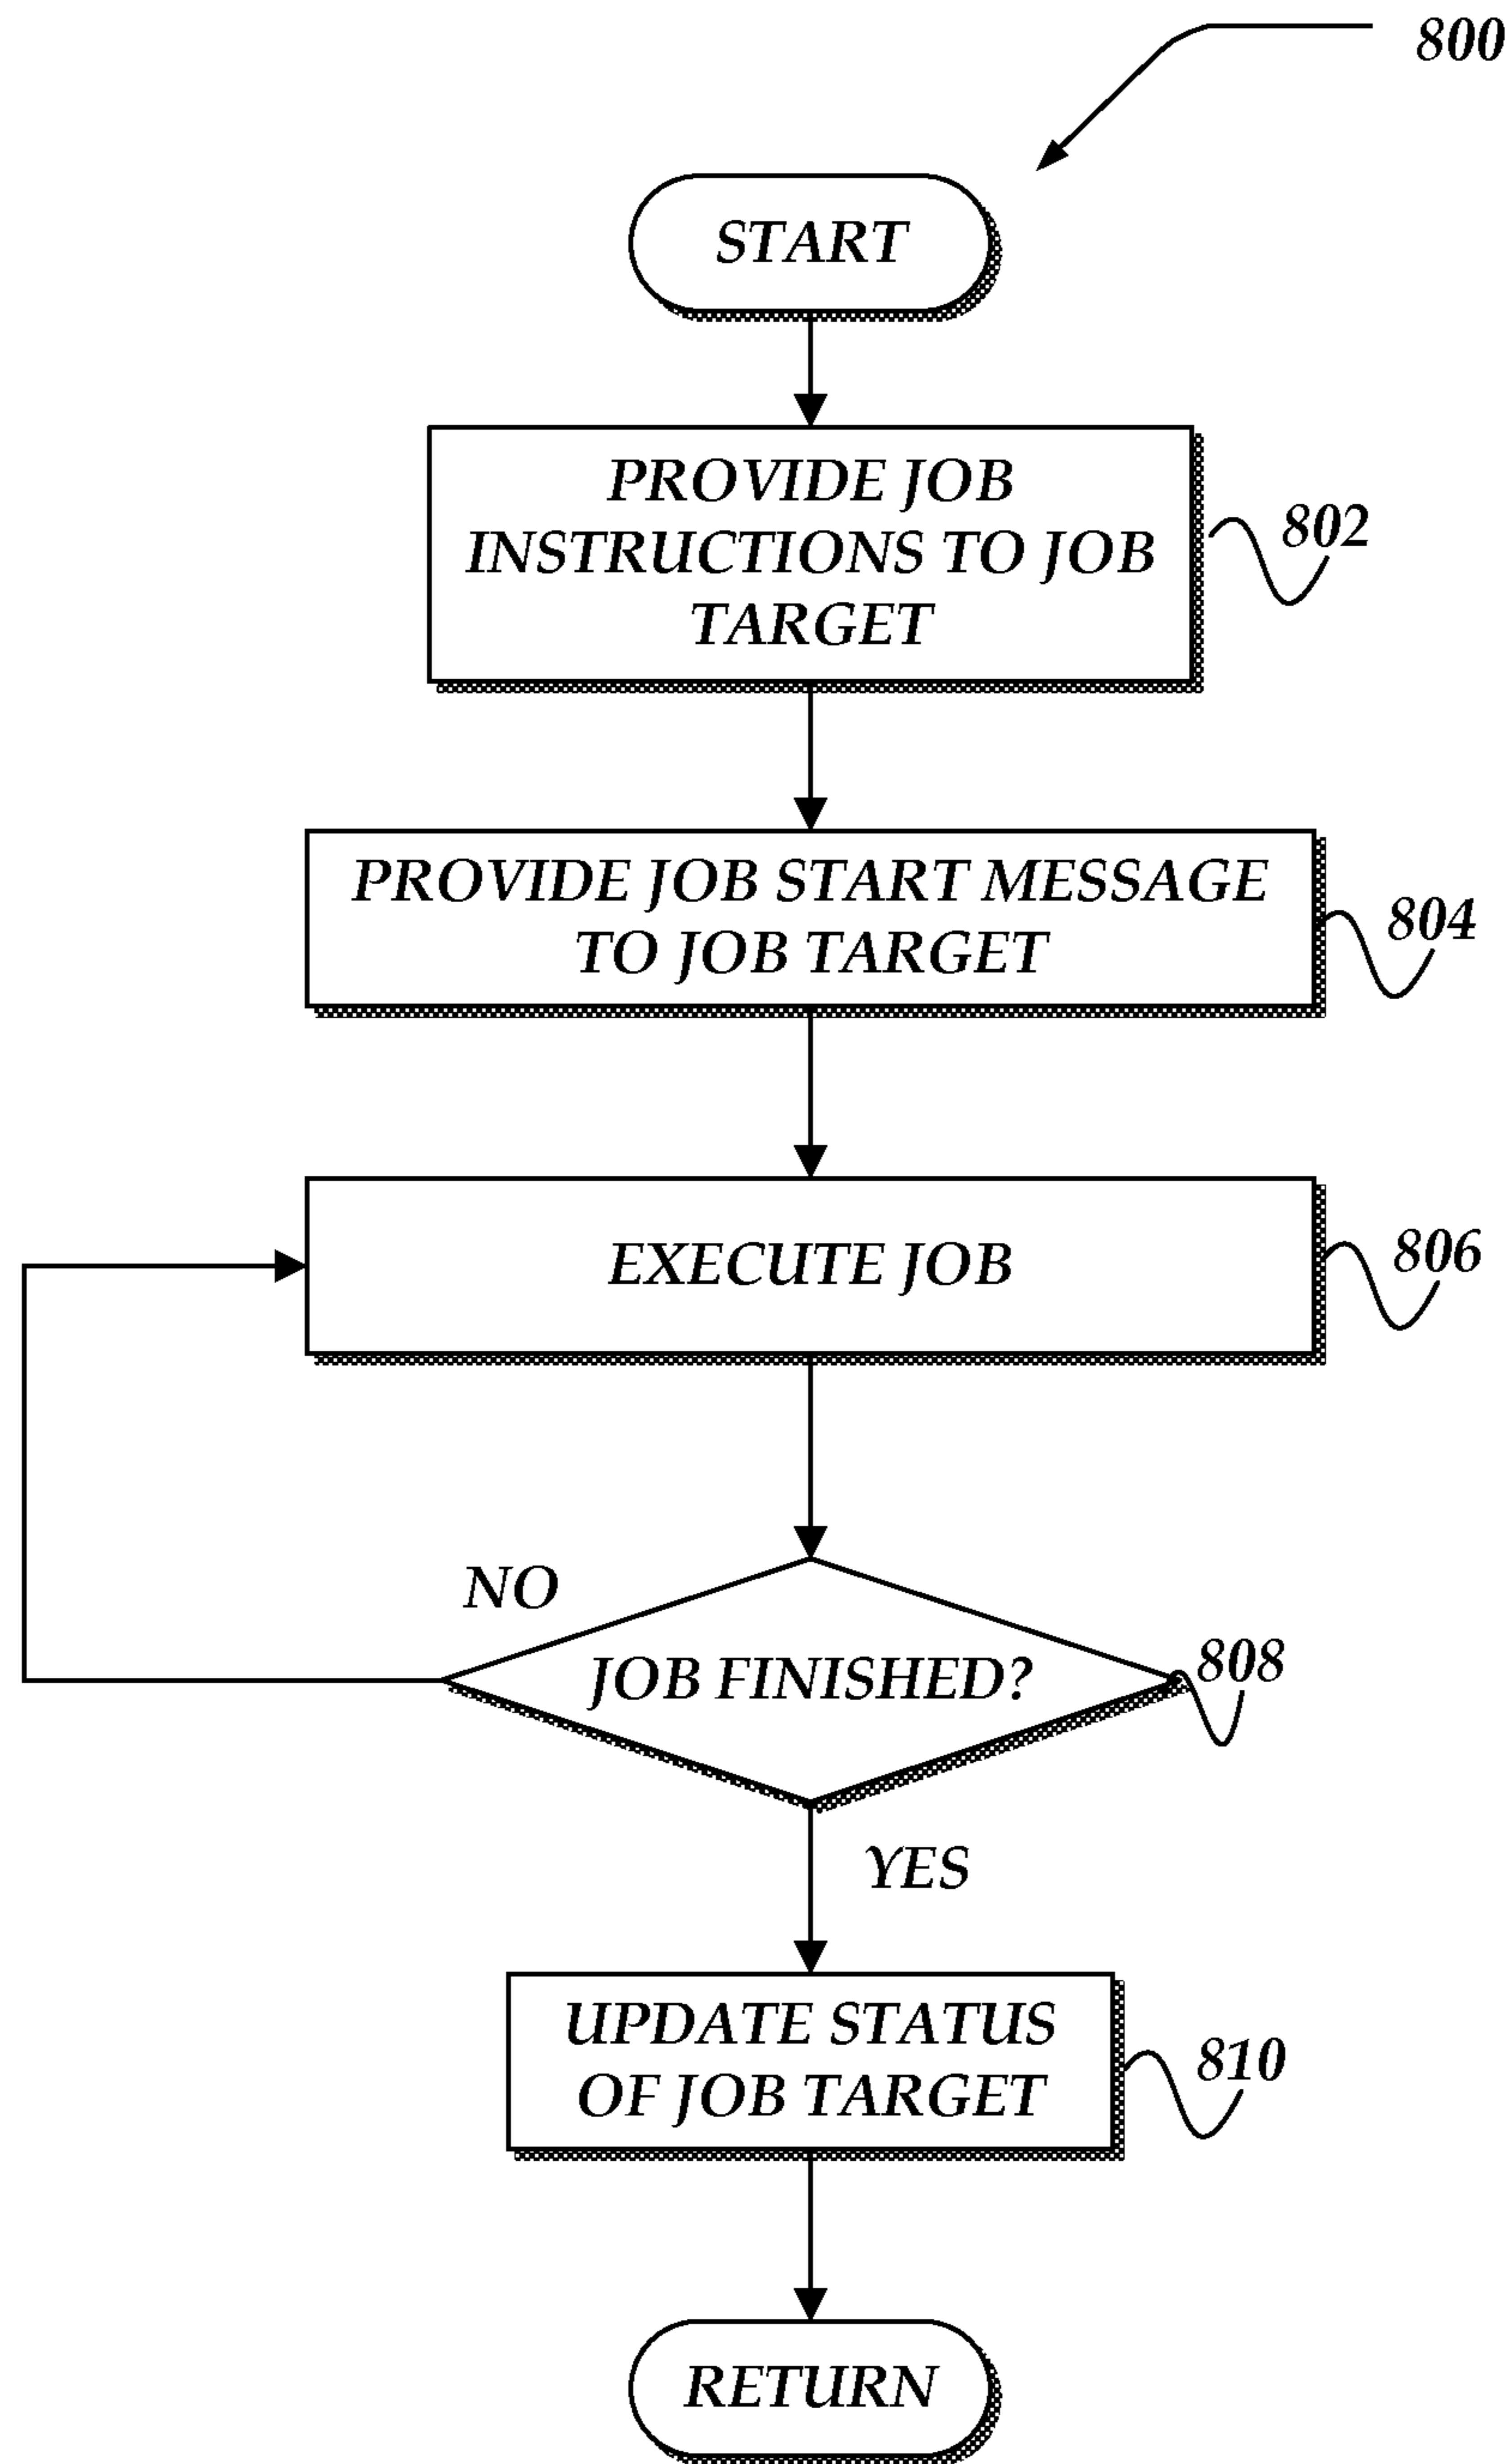 800
START
PROVIDE JOB
INSTRUCTIONS TO JOB
TARGET
802
PROVIDE JOB START MESSAGE
TO JOB TARGET
804
EXECUTE JOB
806
NO
JOB FINISHED?
808
YES
UPDATE STATUS
OF JOB TARGET
810
RETURN